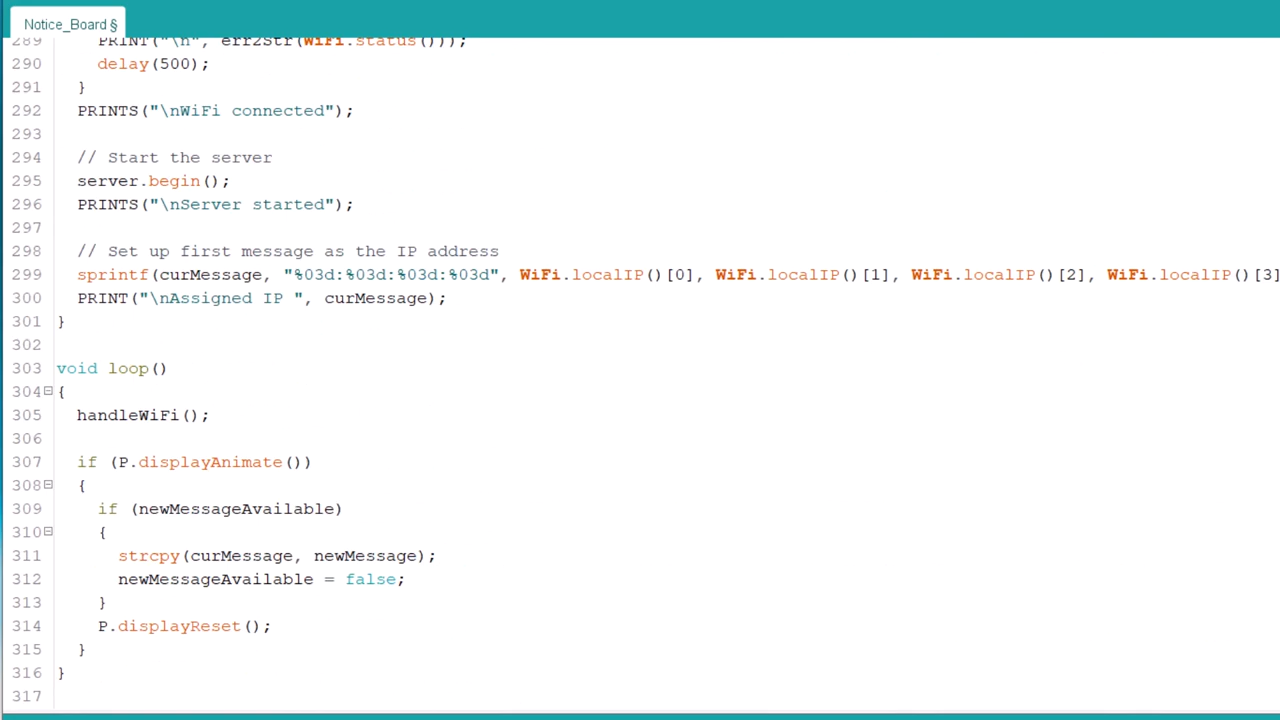 Notice_Board §
289 PRINT("\n", err2Str(WiFi.status()));
290 delay(500);
291 }
292 PRINTS("\nWiFi connected");
293
294 // Start the server
295 server.begin();
296 PRINTS("\nServer started");
297
298 // Set up first message as the IP address
299 sprintf(curMessage, "%03d:%03d:%03d:%03d", WiFi.localIP()[0], WiFi.localIP()[1], WiFi.localIP()[2], WiFi.localIP()[3]
300 PRINT("\nAssigned IP ", curMessage);
301 }
302
303 void loop()
304 {
305 handleWiFi();
306
307 if (P.displayAnimate())
308 {
309 if (newMessageAvailable)
310 {
311 strcpy(curMessage, newMessage);
312 newMessageAvailable = false;
313 }
314 P.displayReset();
315 }
316 }
317